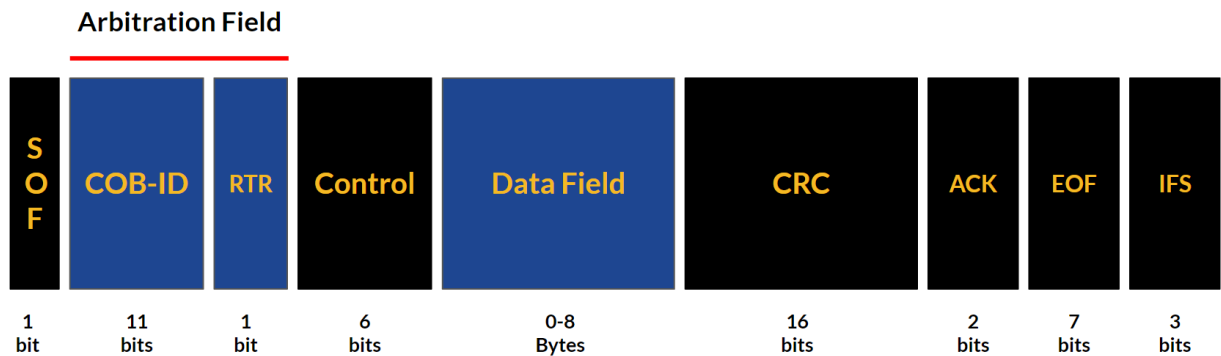 Arbitration Field
S
O
F
COB-ID
RTR
Control
Data Field
CRC
ACK
EOF
IFS
1
bit
11
bits
1
bit
6
bits
0-8
Bytes
16
bits
2
bits
7
bits
3
bits